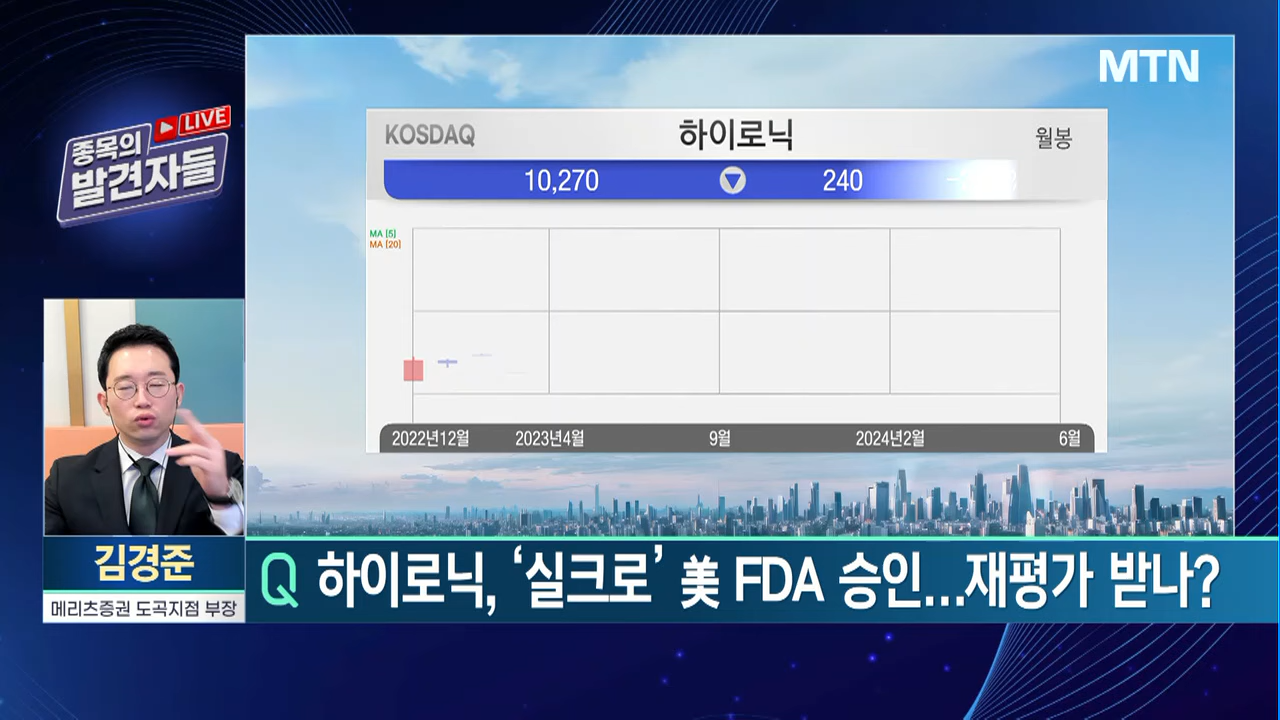 MTN
LIVE
종목의
발견자들
KOSDAQ
하이로닉
월봉
10,270
240
MA [5]
MA [20]
2022년12월
2023년4월
9월
2024년2월
6월
김경준
메리츠증권 도곡지점 부장
Q 하이로닉, ‘실크로’ 美 FDA 승인...재평가 받나?